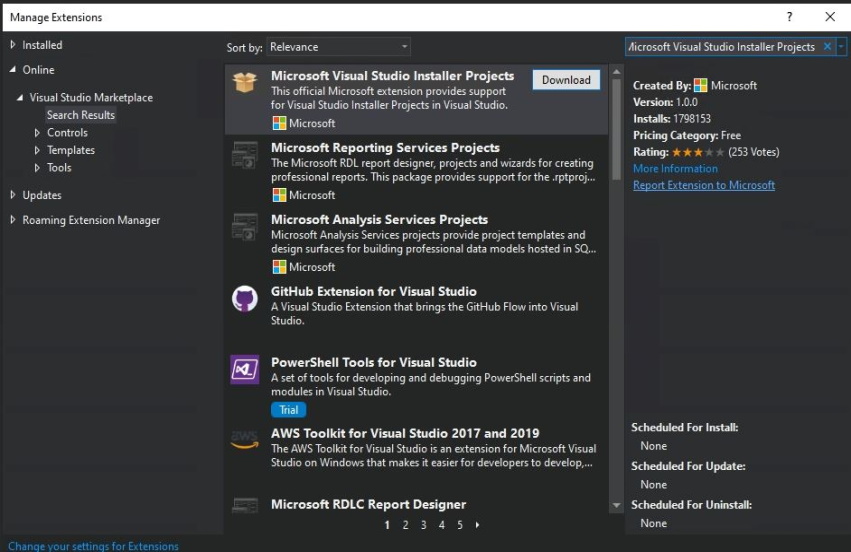 Manage Extensions
?
Installed
Online
Visual Studio Marketplace
Search Results
Controls
Templates
Tools
Updates
Roaming Extension Manager
Change your settings for Extensions
Sort by: Relevance
Microsoft Visual Studio Installer Projects
Download
This official Microsoft extension provides support
for Visual Studio Installer Projects in Visual Studio.
Microsoft
Microsoft Reporting Services Projects
The Microsoft RDL report designer, projects and wizards for creating
professional reports. This package provides support for the .rptproj...
Microsoft
Microsoft Analysis Services Projects
Microsoft Analysis Services projects provide project templates and
design surfaces for building professional data models hosted in SQ...
Microsoft
GitHub Extension for Visual Studio
A Visual Studio Extension that brings the GitHub Flow into Visual
Studio.
PowerShell Tools for Visual Studio
A set of tools for developing and debugging PowerShell scripts and
modules in Visual Studio.
Trial
aws
AWS Toolkit for Visual Studio 2017 and 2019
The AWS Toolkit for Visual Studio is an extension for Microsoft Visual
Studio on Windows that makes it easier for developers to develop,...
Microsoft RDLC Report Designer
1 2 3 4 5
Microsoft Visual Studio Installer Projects
Created By: Microsoft
Version: 1.0.0
Installs: 1798153
Pricing Category: Free
Rating: (253 Votes)
More Information
Report Extension to Microsoft
Scheduled For Install:
None
Scheduled For Update:
None
Scheduled For Uninstall:
None